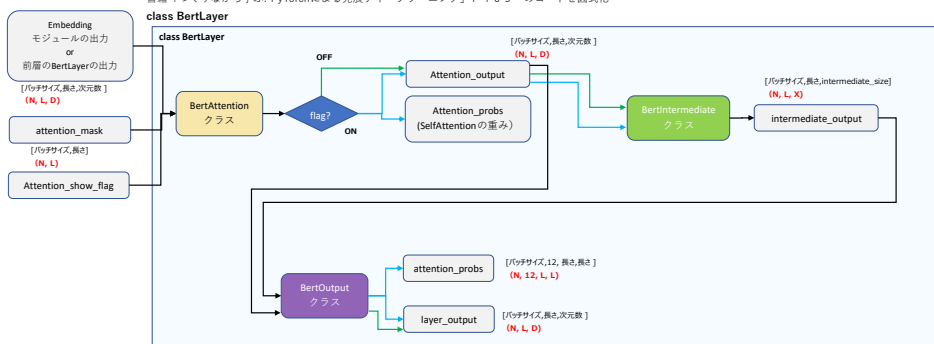 class BertLayer
class BertLayer
Embedding
モジュールの出力
or
前層のBertLayerの出力
[バッチサイズ,長さ,次元数]
(N, L, D)
attention_mask
[バッチサイズ,長さ]
(N, L)
Attention_show_flag
BertAttention
クラス
flag?
OFF
ON
[バッチサイズ,長さ,次元数 ]
(N, L, D)
Attention_output
Attention_probs
(SelfAttentionの重み)
BertIntermediate
クラス
[バッチサイズ,長さ,intermediate_size]
(N, L, X)
intermediate_output
BertOutput
クラス
attention_probs
[バッチサイズ,12, 長さ,長さ ]
(N, 12, L, L)
layer_output
[バッチサイズ,長さ,次元数 ]
(N, L, D)